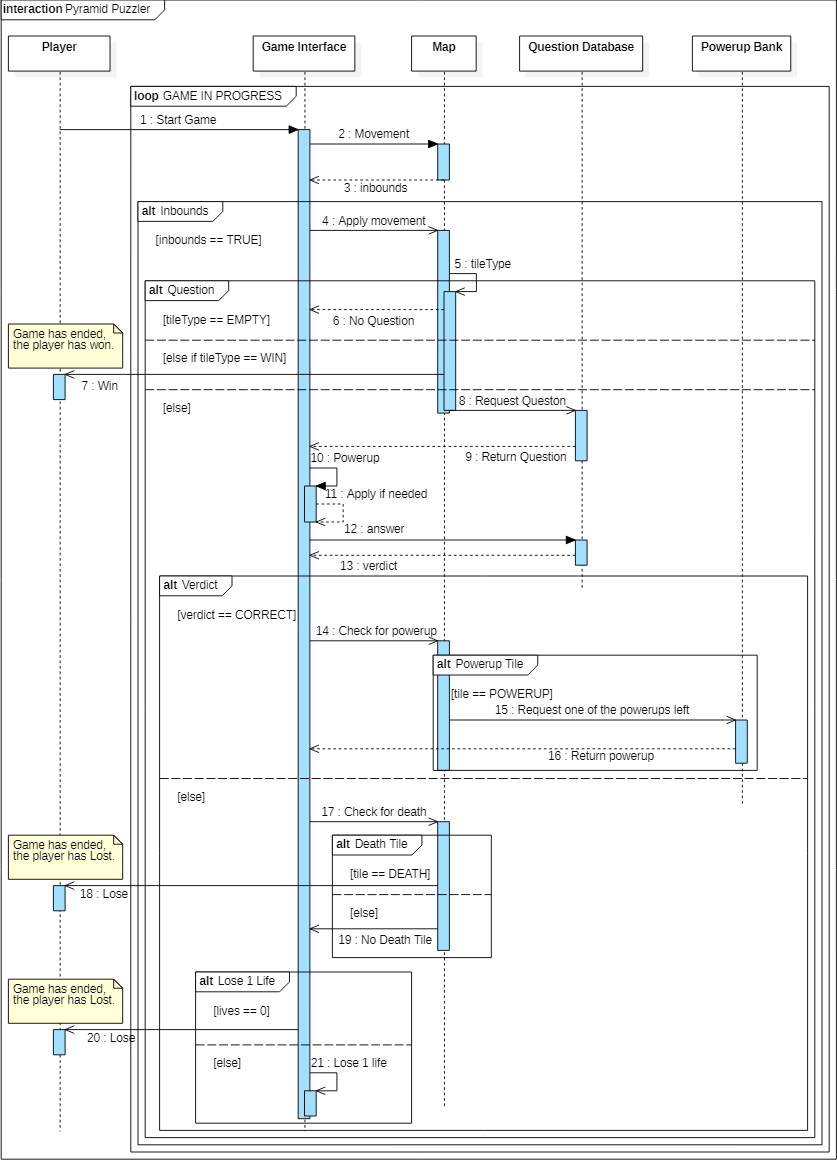 interaction Pyramid Puzzler
Player
Game Interface
Map
Question Database
Powerup Bank
loop GAME IN PROGRESS
1 : Start Game
2 : Movement
3 : inbounds
alt Inbounds
4 : Apply movement
[inbounds == TRUE]
5 : tileType
alt Question
[tileType == EMPTY]
6 : No Question
Game has ended,
the player has won.
[else if tileType == WIN]
7 : Win
[else]
8 : Request Queston
9 : Return Question
10 : Powerup
11 : Apply if needed
12 : answer
13 : verdict
alt Verdict
[verdict == CORRECT]
14 : Check for powerup
alt Powerup Tile
[tile == POWERUP]
15 : Request one of the powerups left
16 : Return powerup
[else]
17 : Check for death
Game has ended,
the player has Lost.
alt Death Tile
[tile == DEATH]
18 : Lose
[else]
19 : No Death Tile
Game has ended,
the player has Lost.
alt Lose 1 Life
[lives == 0]
20 : Lose
[else]
21 : Lose 1 life